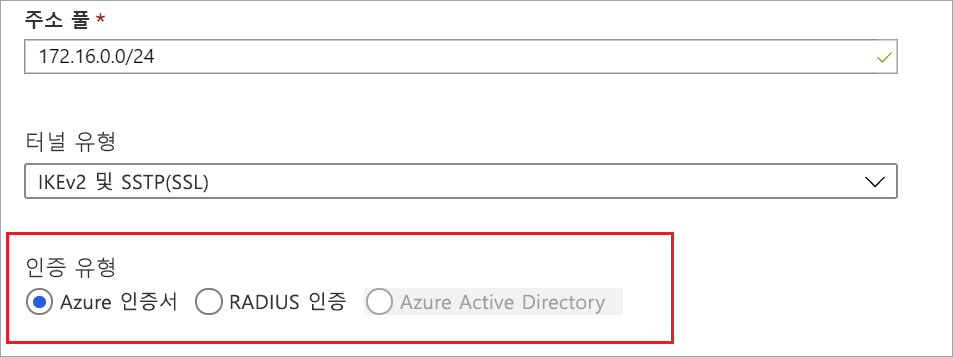 주소 풀 *
172.16.0.0/24
터널 유형
IKEv2 및 SSTP(SSL)
인증 유형
Azure 인증서 RADIUS 인증 Azure Active Directory